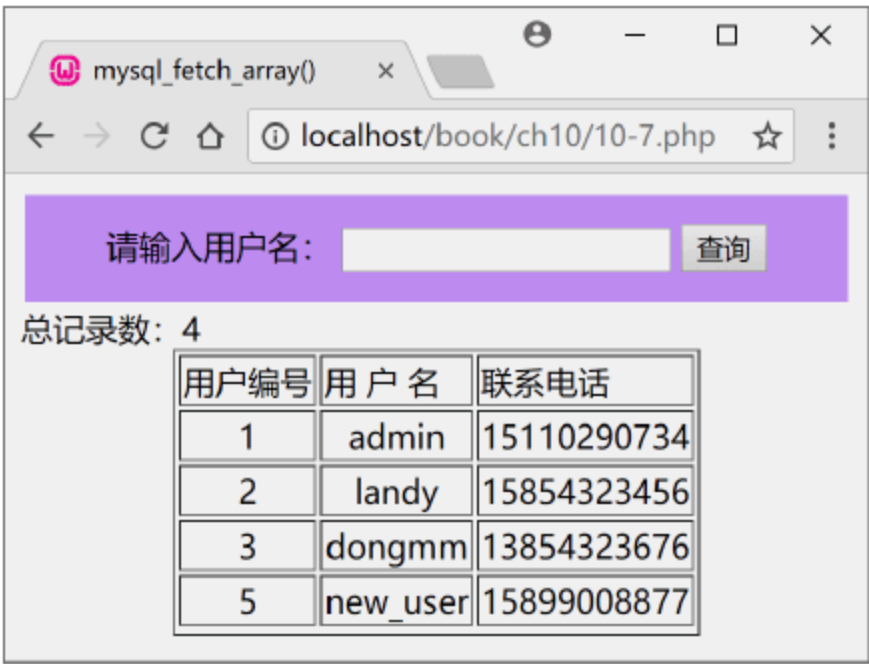 mysql_fetch_array()
localhost/book/ch10/10-7.php
请输入用户名： 查询
总记录数：4
用户编号 用 户 名 联系电话
1 admin 15110290734
2 landy 15854323456
3 dongmm 13854323676
5 new_user 15899008877